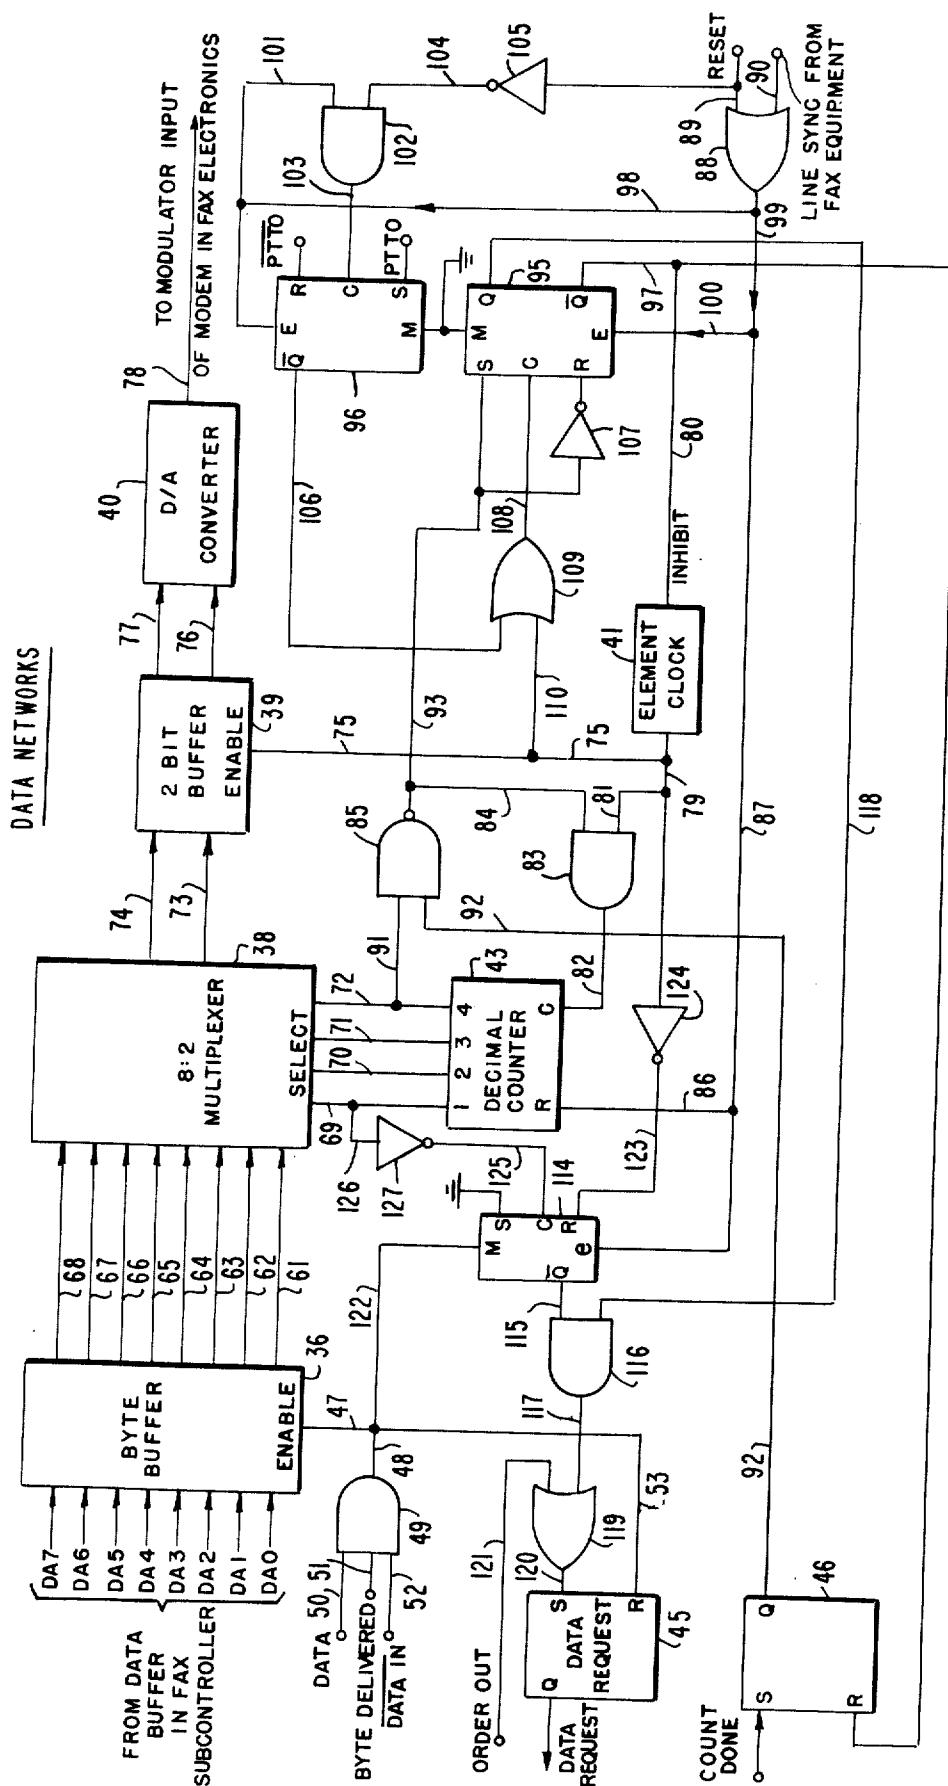 DATA NETWORKS
FROM DATA
BUFFER
IN FAX
SUBCONTROLLER
DA7
DA6
DA5
DA4
DA3
DA2
DA1
DA0
BYTE
BUFFER
ENABLE
36
68
67
66
65
64
63
62
61
8:2
MULTIPLEXER
SELECT
38
74
73
2 BIT
BUFFER
ENABLE
39
77
76
40
D/A
CONVERTER
78
TO MODULATOR INPUT
OF MODEM IN FAX ELECTRONICS
DATA
50
BYTE DELIVERED
51
DATA IN
52
49
48
47
53
122
126
127
125
69
70
71
72
91
1
2
3
4
DECIMAL
COUNTER
R
C
43
82
86
85
92
93
84
83
81
79
75
75
110
109
108
106
Q
E
R
C
S
M
96
PTTO
PTTO
103
102
101
104
105
M
S
C
R
Q
Q
E
95
107
97
100
98
99
88
89
90
RESET
LINE SYNC FROM
FAX EQUIPMENT
80
INHIBIT
41
ELEMENT
CLOCK
87
118
124
123
M
S
C
R
e
Q
114
115
116
117
119
120
121
ORDER OUT
S
Q
DATA
REQUEST
R
45
DATA
REQUEST
COUNT
DONE
S
Q
R
46
92